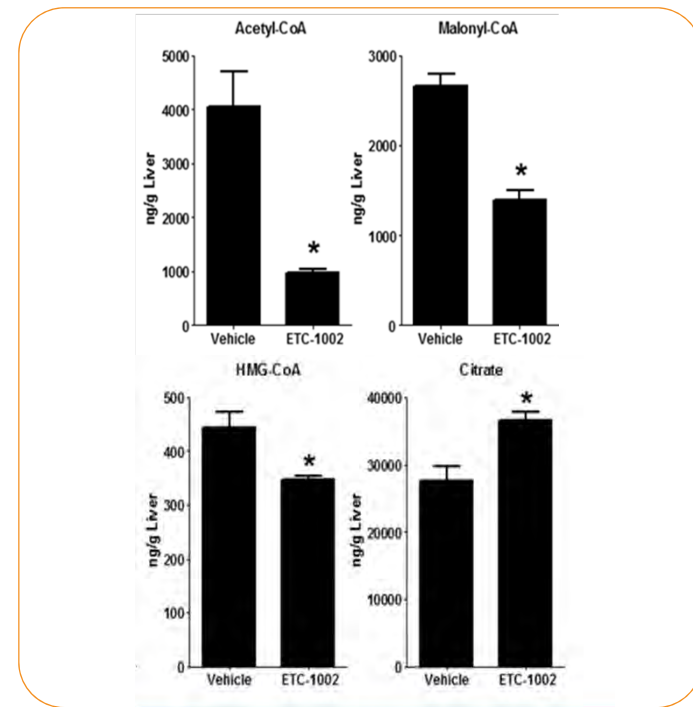 Acetyl-CoA
ng/g Liver
5000
4000
3000
2000
1000
0
*
Vehicle ETC-1002
Malonyl-CoA
ng/g Liver
3000
2000
1000
0
*
Vehicle ETC-1002
HMG-CoA
ng/g Liver
500
400
300
200
100
0
*
Vehicle ETC-1002
Citrate
ng/g Liver
40000
30000
20000
10000
0
*
Vehicle ETC-1002